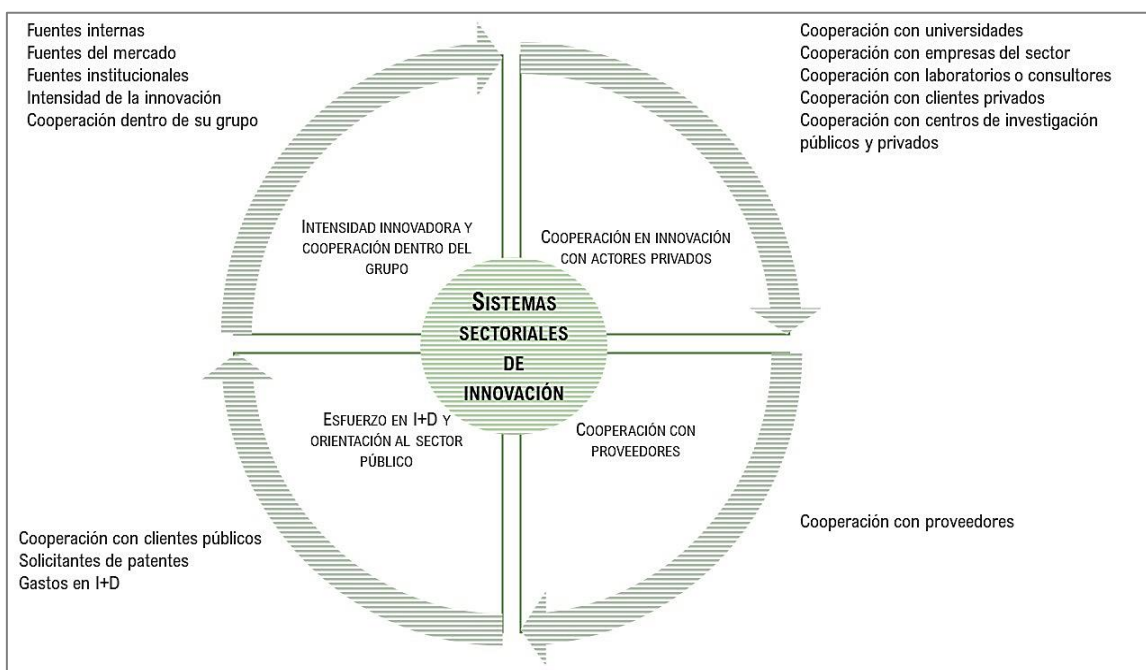 Fuentes internas
Fuentes del mercado
Fuentes institucionales
Intensidad de la innovación
Cooperación dentro de su grupo
Cooperación con universidades
Cooperación con empresas del sector
Cooperación con laboratorios o consultores
Cooperación con clientes privados
Cooperación con centros de investigación
públicos y privados
INTENSIDAD INNOVADORA Y
COOPERACIÓN DENTRO DEL
GRUPO
COOPERACIÓN EN INNOVACIÓN
CON ACTORES PRIVADOS
SISTEMAS
SECTORIALES
DE
INNOVACIÓN
ESFUERZO EN I+D Y
ORIENTACIÓN AL SECTOR
PÚBLICO
COOPERACIÓN CON
PROVEEDORES
Cooperación con clientes públicos
Solicitantes de patentes
Gastos en I+D
Cooperación con proveedores